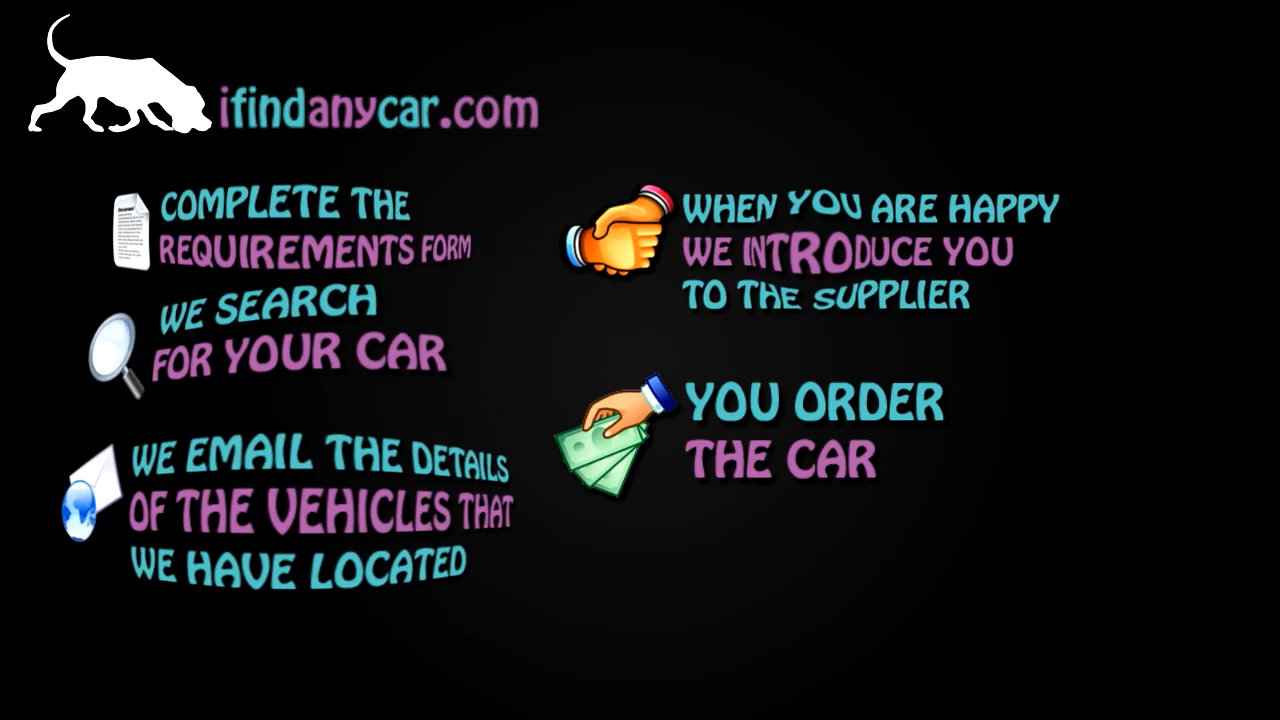 ifindanycar.com
COMPLETE THE
REQUIREMENTS FORM
WE SEARCH
FOR YOUR CAR
WE EMAIL THE DETAILS
OF THE VEHICLES THAT
WE HAVE LOCATED
WHEN YOU ARE HAPPY
WE INTRODUCE YOU
TO THE SUPPLIER
YOU ORDER
THE CAR